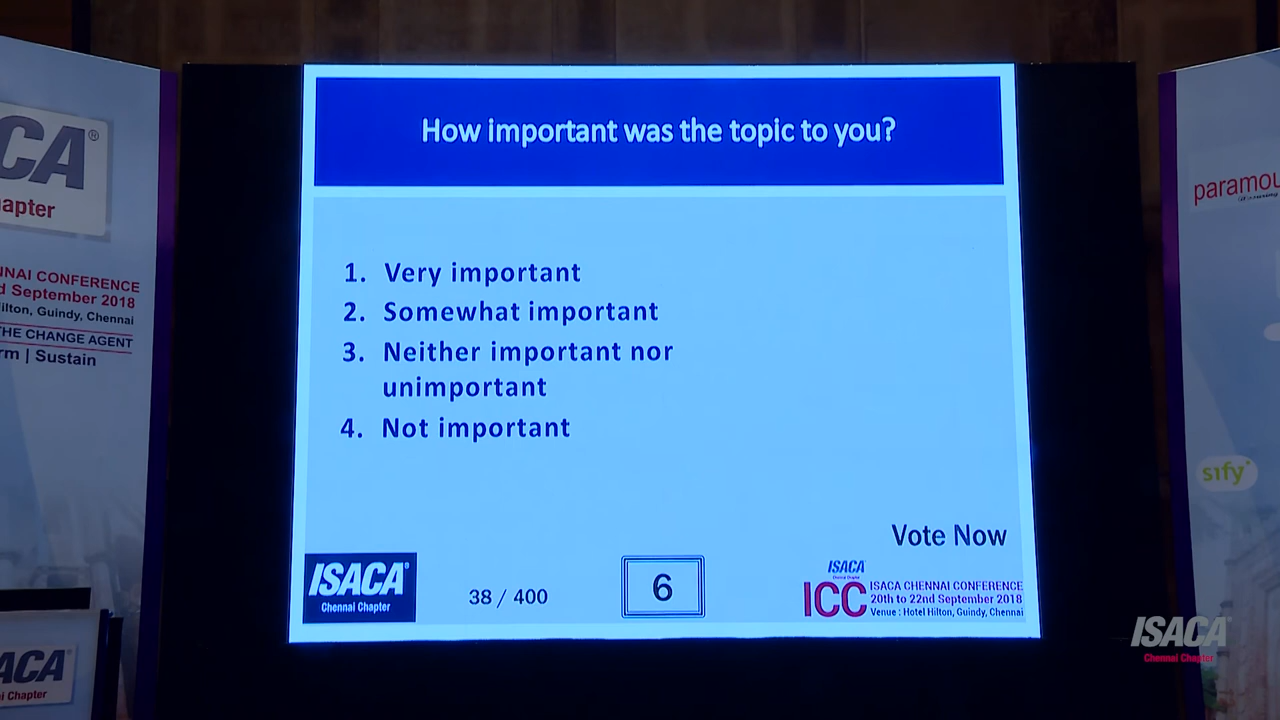 How important was the topic to you?
1. Very important
2. Somewhat important
3. Neither important nor
unimportant
4. Not important
Vote Now
ISACA®
Chennai Chapter
38 / 400
6
ISACA
Chennai Chapter
ICC
ISACA CHENNAI CONFERENCE
20th to 22nd September 2018
Venue : Hotel Hilton, Guindy, Chennai
CA®
apter
NNAI CONFERENCE
d September 2018
ilton, Guindy, Chennai
THE CHANGE AGENT
rm | Sustain
ACA
i Chapter
paramou
sify
ISACA
Chennai Chapter